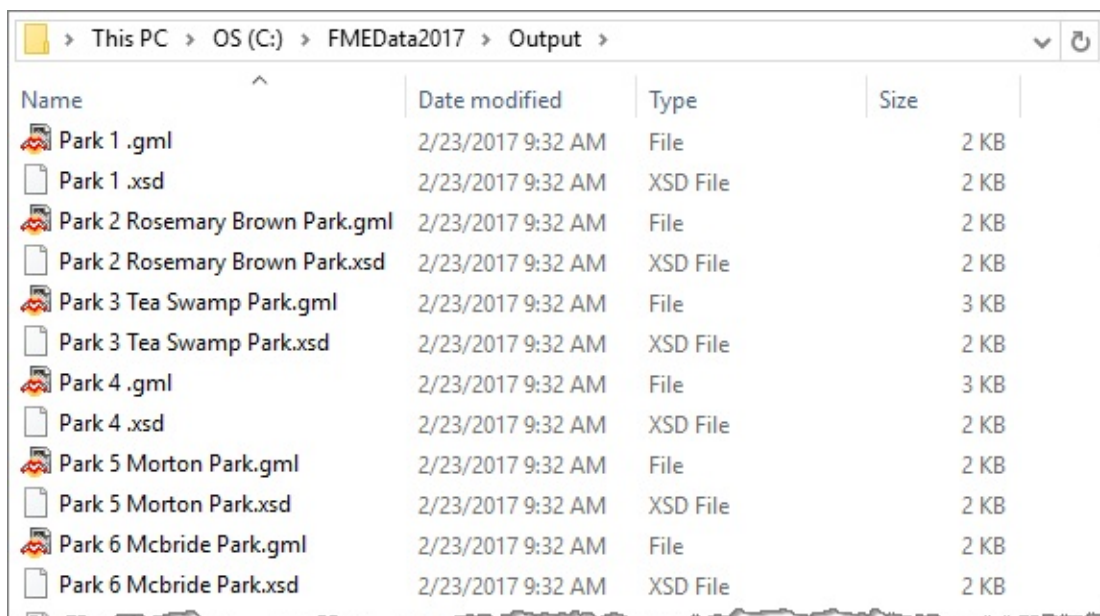 This PC > OS (C:) > FMEData2017 > Output >
Name Date modified Type Size
Park 1 .gml 2/23/2017 9:32 AM File 2 KB
Park 1 .xsd 2/23/2017 9:32 AM XSD File 2 KB
Park 2 Rosemary Brown Park.gml 2/23/2017 9:32 AM File 2 KB
Park 2 Rosemary Brown Park.xsd 2/23/2017 9:32 AM XSD File 2 KB
Park 3 Tea Swamp Park.gml 2/23/2017 9:32 AM File 3 KB
Park 3 Tea Swamp Park.xsd 2/23/2017 9:32 AM XSD File 2 KB
Park 4 .gml 2/23/2017 9:32 AM File 3 KB
Park 4 .xsd 2/23/2017 9:32 AM XSD File 2 KB
Park 5 Morton Park.gml 2/23/2017 9:32 AM File 2 KB
Park 5 Morton Park.xsd 2/23/2017 9:32 AM XSD File 2 KB
Park 6 Mcbride Park.gml 2/23/2017 9:32 AM File 2 KB
Park 6 Mcbride Park.xsd 2/23/2017 9:32 AM XSD File 2 KB